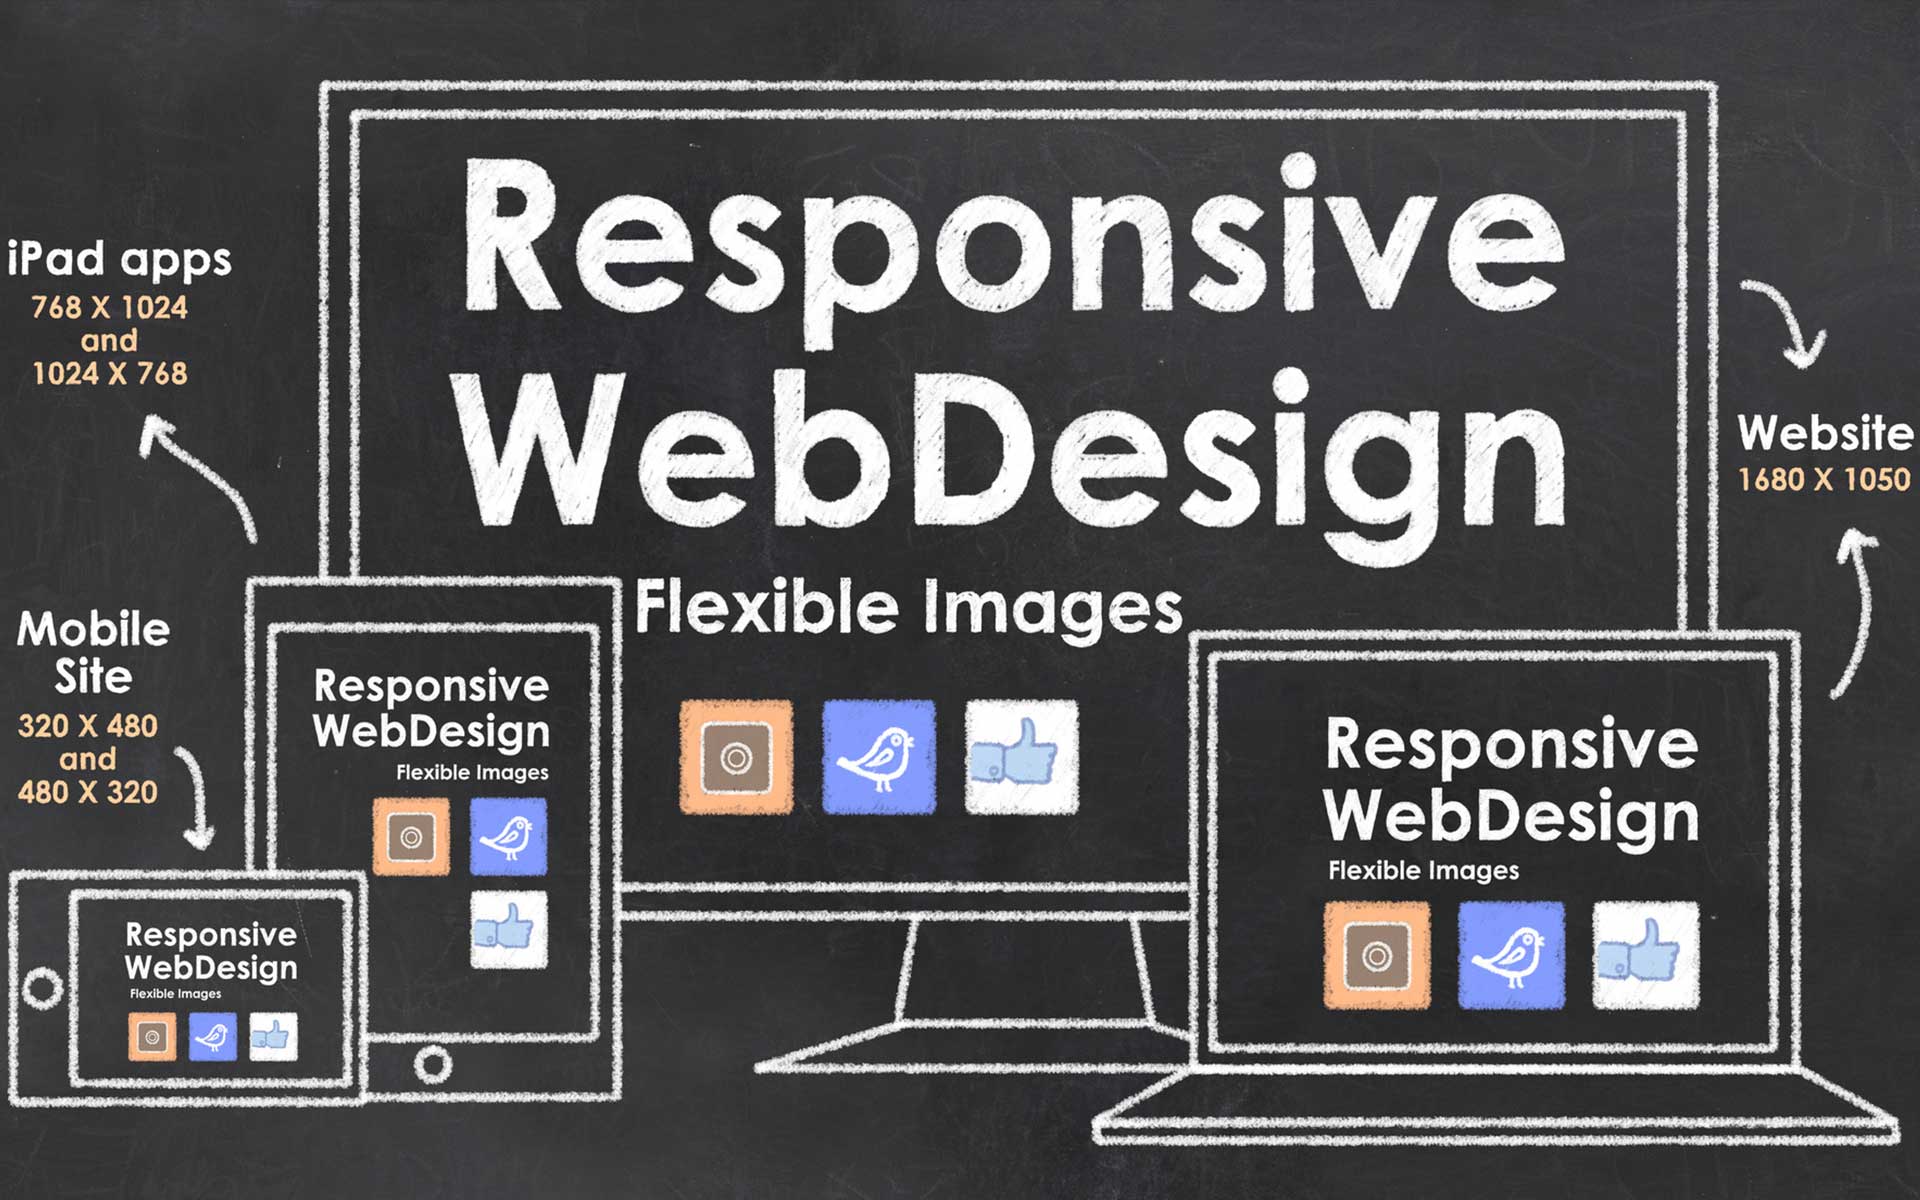 Responsive
WebDesign
Flexible Images
iPad apps
768 X 1024
and
1024 X 768
Website
1680 X 1050
Mobile
Site
320 X 480
and
480 X 320
Responsive
WebDesign
Flexible Images
Responsive
WebDesign
Flexible Images
Responsive
WebDesign
Flexible Images